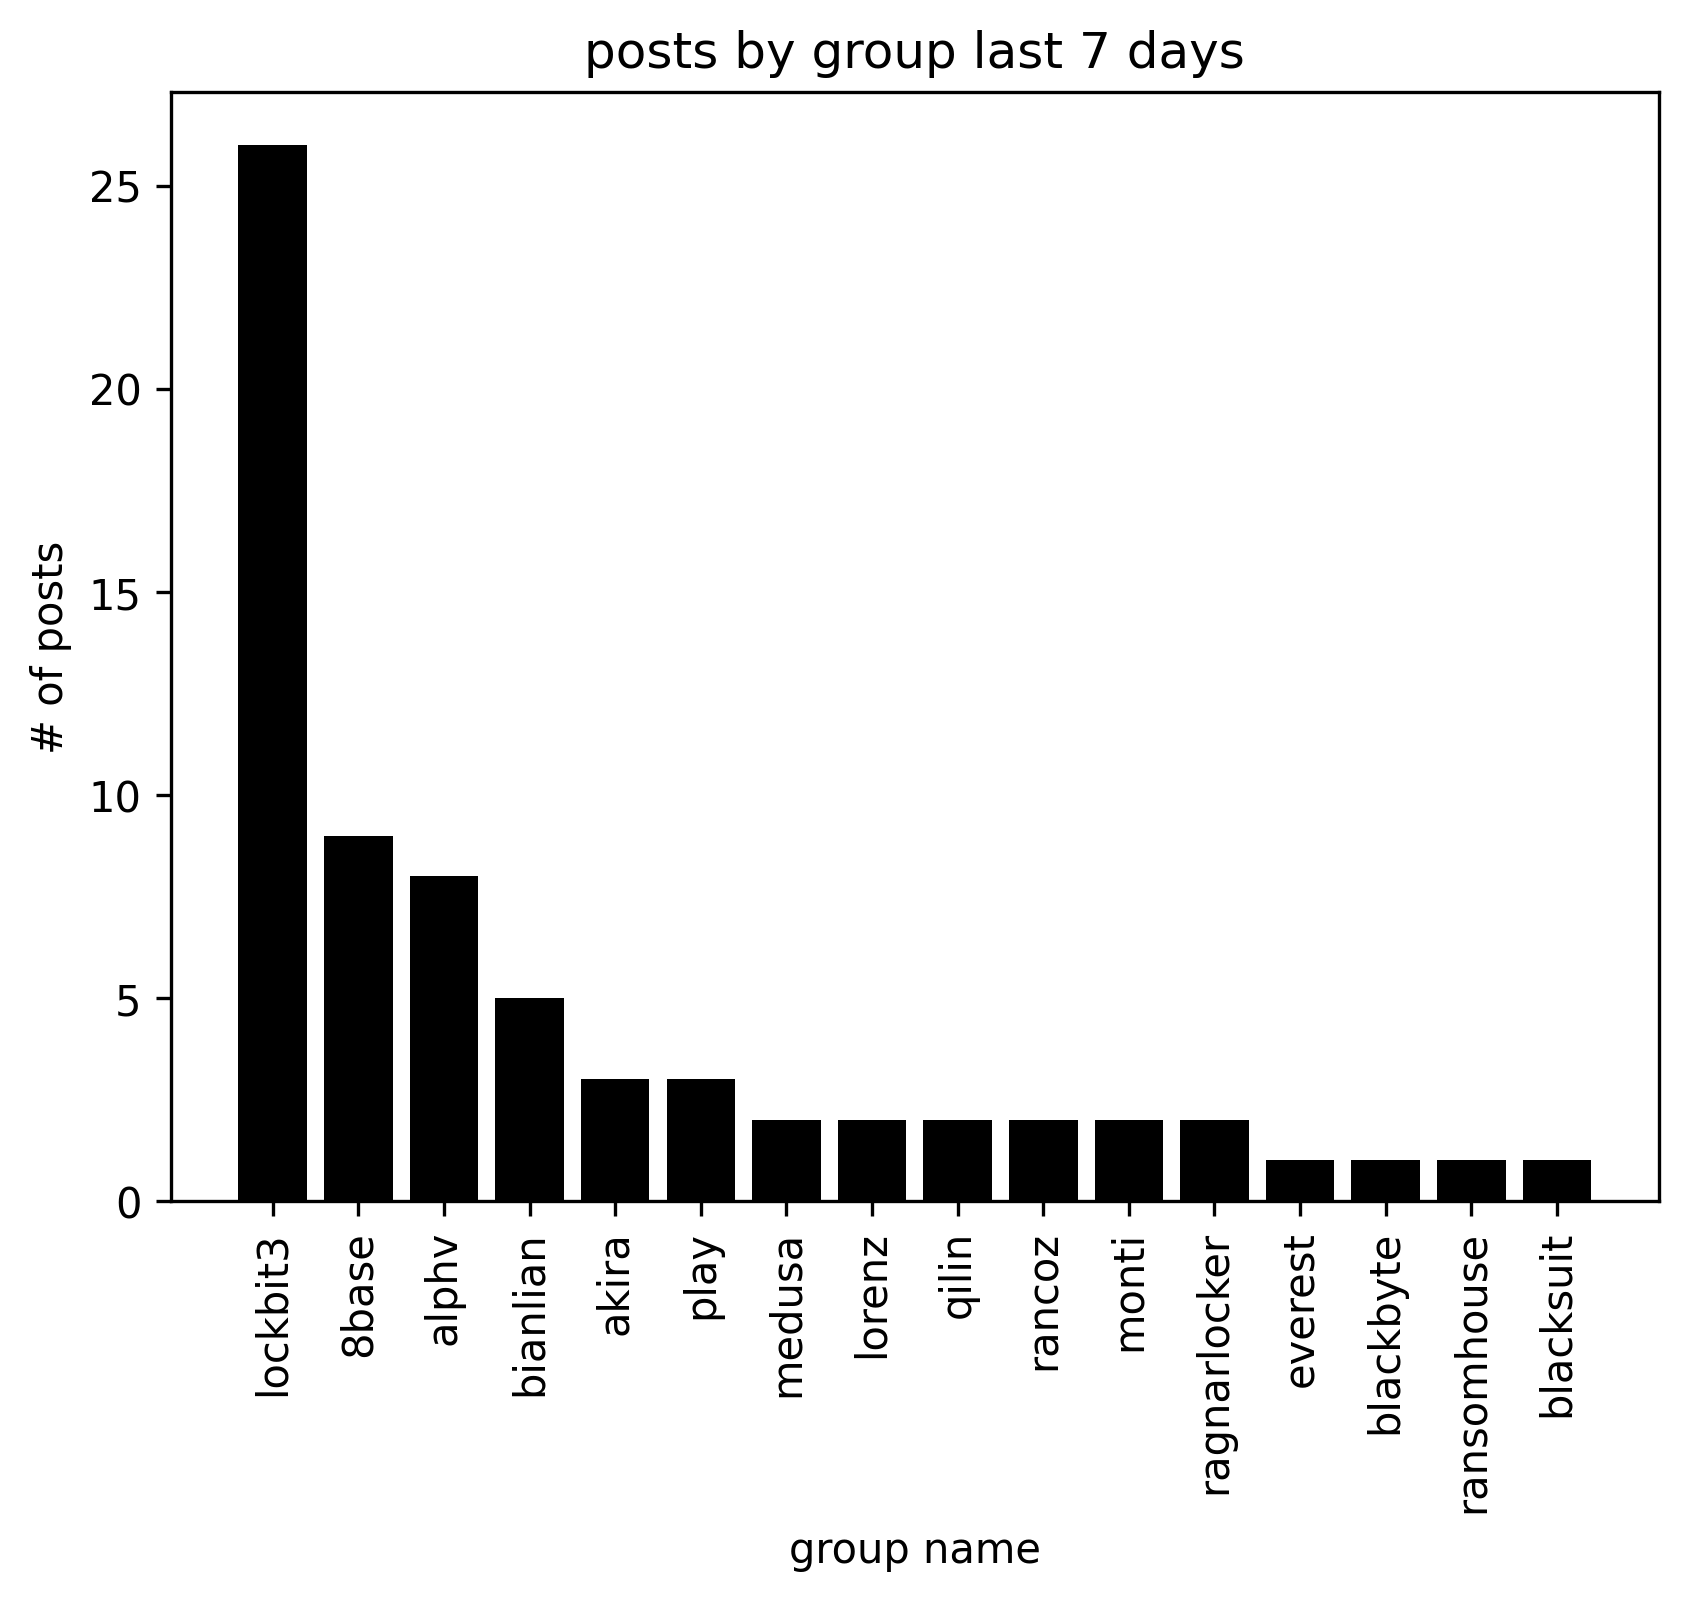 posts by group last 7 days
# of posts
25
20
15
10
5
0
lockbit3
8base
alphv
bianlian
akira
play
medusa
lorenz
qilin
rancoz
monti
ragnarlocker
everest
blackbyte
ransomhouse
blacksuit
group name